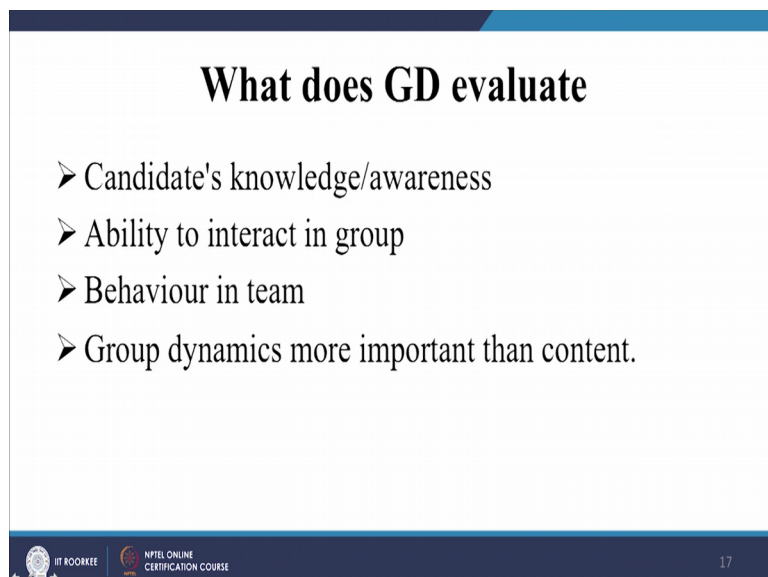 What does GD evaluate
➢ Candidate's knowledge/awareness
➢ Ability to interact in group
➢ Behaviour in team
➢ Group dynamics more important than content.
IIT ROORKEE
NPTEL ONLINE
CERTIFICATION COURSE
17